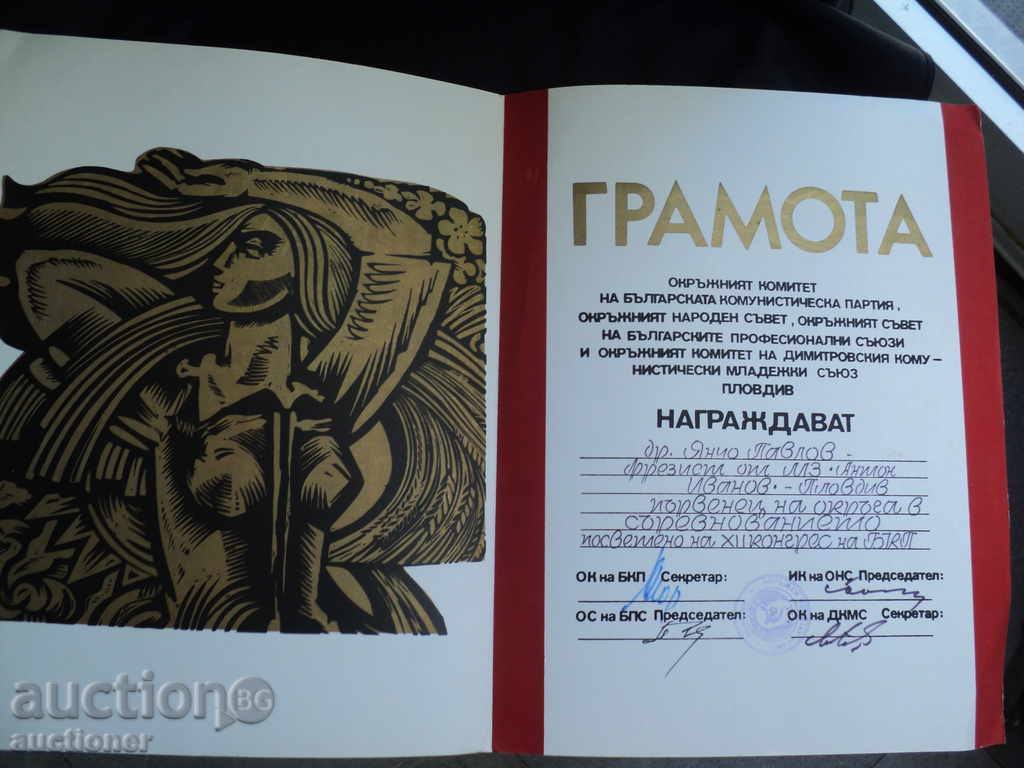 ГРАМОТА
ОКРЪЖНИЯТ КОМИТЕТ
НА БЪЛГАРСКАТА КОМУНИСТИЧЕСКА ПАРТИЯ,
ОКРЪЖНИЯТ НАРОДЕН СЪВЕТ, ОКРЪЖНИЯТ СЪВЕТ
НА БЪЛГАРСКИТЕ ПРОФЕСИОНАЛНИ СЪЮЗИ
И ОКРЪЖНИЯТ КОМИТЕТ НА ДИМИТРОВСКИЯ КОМУ-
НИСТИЧЕСКИ МЛАДЕЖКИ СЪЮЗ
ПЛОВДИВ
НАГРАЖДАВАТ
др. Янчо Павлов -
фрезист от ЛМЗ "Антон
Иванов" - Пловдив
първенец на окръга в
съревнованието
посветено на XII конгрес на БКП
ОК на БКП Секретар:
ИК на ОНС Председател:
ОС на БПС Председател:
ОК на ДКМС Секретар:
auction BG
auctioner